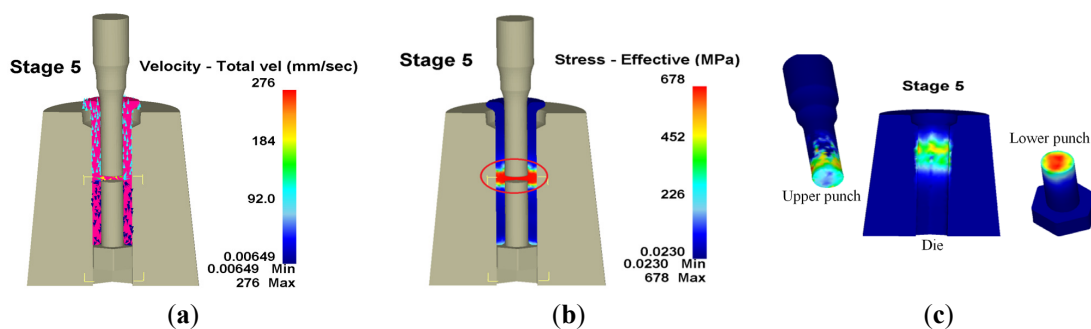 Stage 5
Velocity - Total vel (mm/sec)
276
184
92.0
0.00649
0.00649 Min
276 Max
(a)
Stage 5
Stress - Effective (MPa)
678
452
226
0.0230
0.0230 Min
678 Max
(b)
Stage 5
Upper punch
Die
Lower punch
(c)